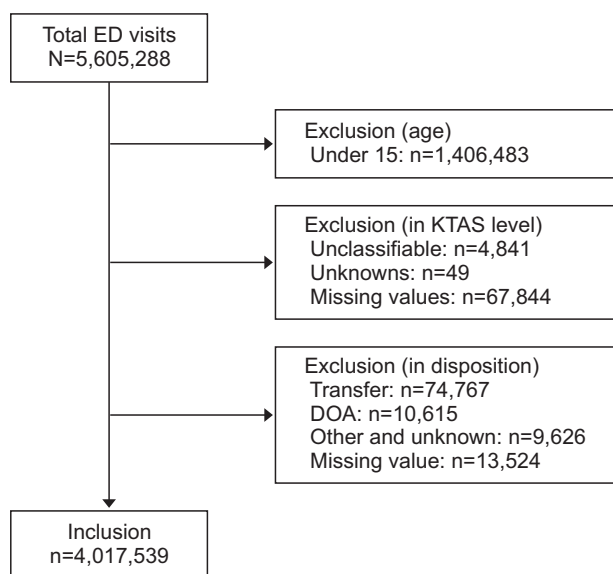 Total ED visits
N=5,605,288
Exclusion (age)
Under 15: n=1,406,483
Exclusion (in KTAS level)
Unclassifiable: n=4,841
Unknowns: n=49
Missing values: n=67,844
Exclusion (in disposition)
Transfer: n=74,767
DOA: n=10,615
Other and unknown: n=9,626
Missing value: n=13,524
Inclusion
n=4,017,539